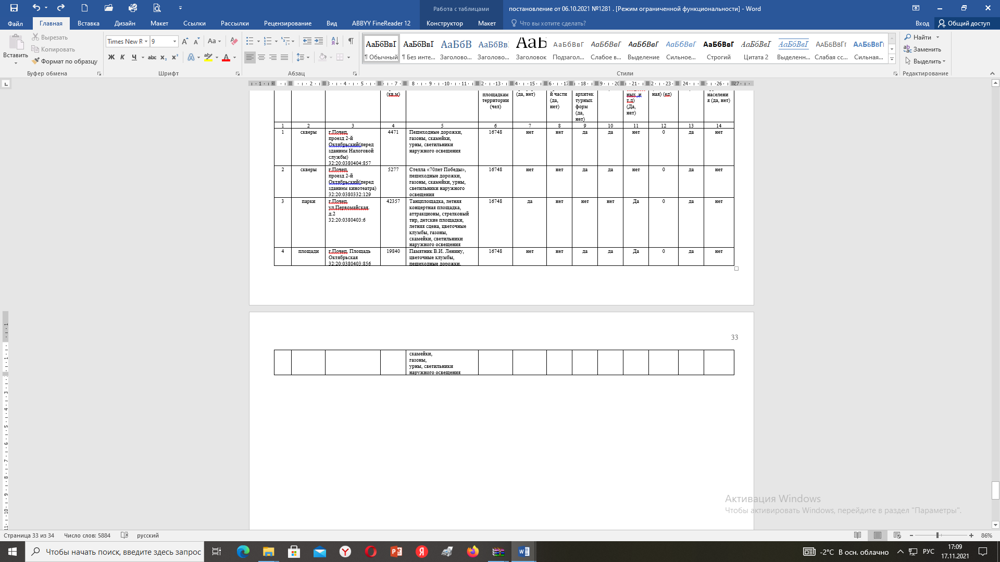 Работа с таблицами
постановление от 06.10.2021 №1281 . [Режим ограниченной функциональности] - Word
Файл Главная Вставка Дизайн Макет Ссылки Рассылки Рецензирование Вид ABBYY FineReader 12 Конструктор Макет Что вы хотите сделать? Вход Общий доступ
Вставить
Вырезать
Копировать
Формат по образцу
Times New R 9
Буфер обмена Шрифт Абзац Стили Редактирование
АаБбВвІ АаБбВвІ АаБбВ АаБбВв АаЬ АаБбВвГ АаБбВвГ АаБбВвГ АаБбВвГ АаБбВвГ АаБбВвІ АаБбВвІ АаБбВвГг АаБбВвГг
¶ Обычный ¶ Без инте... Заголово... Заголово... Заголовок Подзагол... Слабое в... Выделение Сильное... Строгий Цитата 2 Выделенн... Слабая сс... Сильная...
Найти
Заменить
Выделить
(кв.м)
площадкам
территории
(чел)
(да, нет)
й части
(да,
нет)
архитек
турных
форм
(да,
нет)
ных и
т.д)
(Да,
нет)
ная) (ед)
населени
я (да, нет)
1 2 3 4 5 6 7 8 9 10 11 12 13 14
1 скверы
г.Почеп,
проезд 2-й
Октябрьский(перед
зданием Налоговой
службы)
32:20:0380404:857
4471
Пешеходные дорожки,
газоны, скамейки,
урны, светильники
наружного освещения
16748 нет нет да да нет 0 да нет
2 скверы
г.Почеп,
проезд 2-й
Октябрьский(перед
зданием кинотеатра)
32:20:0380332:129
5277
Стелла «70лет Победы»,
пешеходные дорожки,
газоны, скамейки, урны,
светильники наружного
освещения
16748 нет нет да да нет 0 да нет
3 парки
г.Почеп,
ул.Первомайская,
д.2
32:20:0380403:6
42357
Танцплощадка, летняя
концертная площадка,
аттракционы, стрелковый
тир, детские площадки,
летняя сцена, цветочные
клумбы, газоны,
скамейки, светильники
наружного освещения
16748 да нет нет нет Да 0 да нет
4 площади
г.Почеп, Площадь
Октябрьская
32:20:0380403:856
19840
Памятник В.И. Ленину,
цветочные клумбы,
пешеходные дорожки,
16748 нет нет да да Да 0 да нет
33
скамейки,
газоны,
урны, светильники
наружного освещения
Активация Windows
Чтобы активировать Windows, перейдите в раздел "Параметры".
Страница 33 из 34 Число слов: 5884 русский 86%
Чтобы начать поиск, введите здесь запрос
-2°C В осн. облачно РУС 17:09
17.11.2021